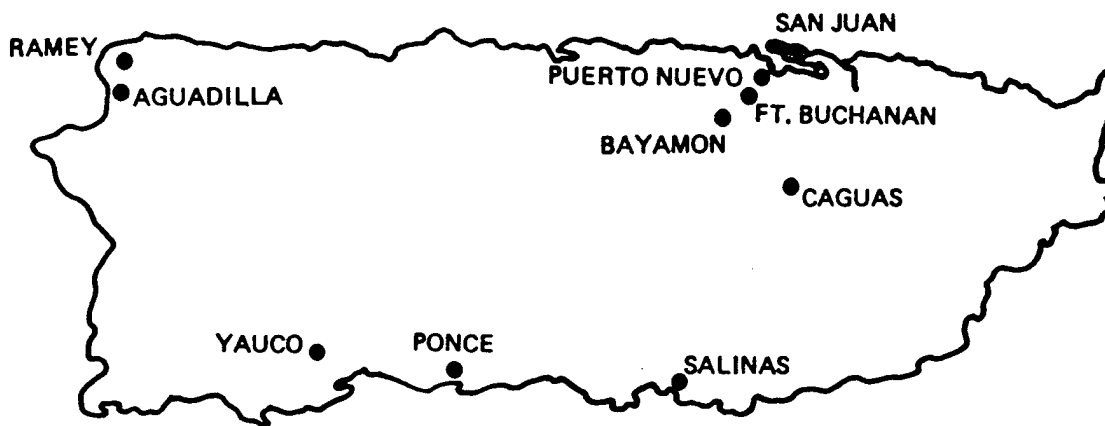 SAN JUAN
RAMEY
PUERTO NUEVO
AGUADILLA
FT. BUCHANAN
BAYAMON
CAGUAS
YAUCO
PONCE
SALINAS